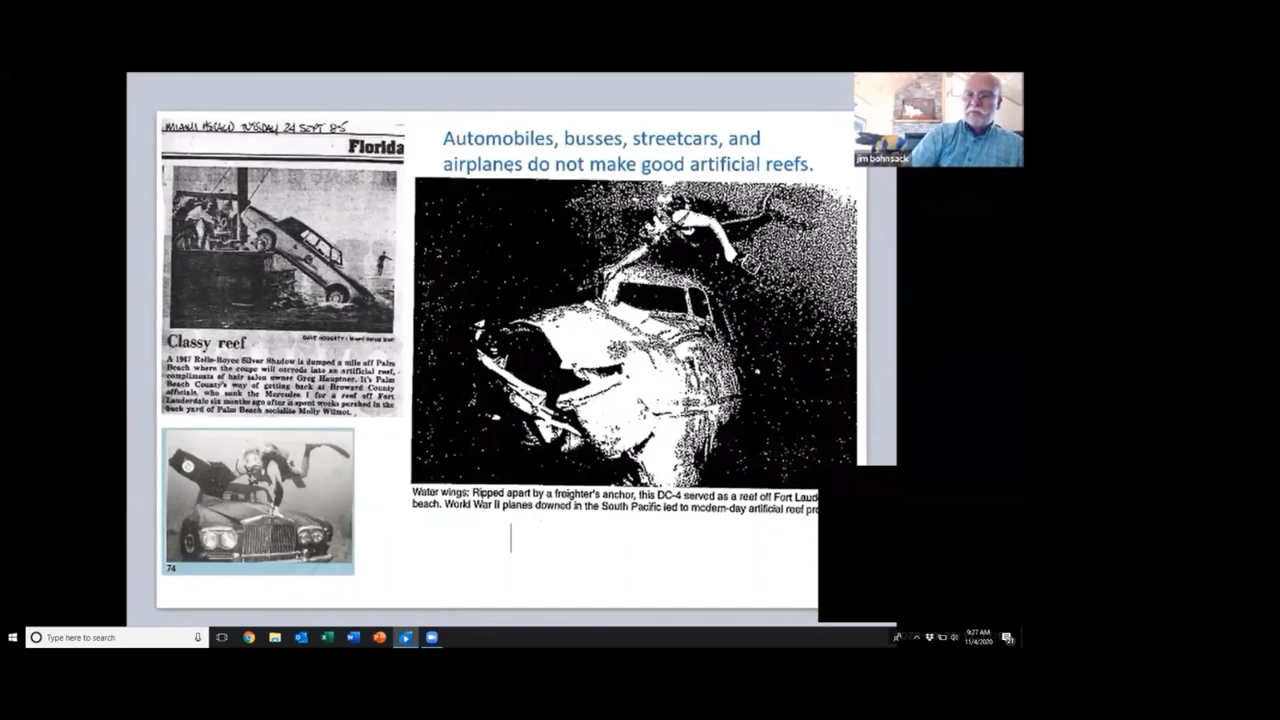 MIAMI HERALD TUESDAY 24 SEPT 85
Florida
Classy reef
A 1967 Rolls-Royce Silver Shadow is dumped a mile off Palm
Beach where the coupe will corrode into an artificial reef,
compliments of hair salon owner Greg Hauptner. It's Palm
Beach County's way of getting back at Broward County
officials, who sunk the Mercedes I for a reef off Fort
Lauderdale six months ago after it spent weeks perched in the
back yard of Palm Beach socialite Molly Wilmot.
74
Automobiles, busses, streetcars, and
airplanes do not make good artificial reefs.
Water wings: Ripped apart by a freighter's anchor, this DC-4 served as a reef off Fort Laud
beach. World War II planes downed in the South Pacific led to modern-day artificial reef pro
jim bohnsack
Type here to search
9:27 AM
11/4/2020